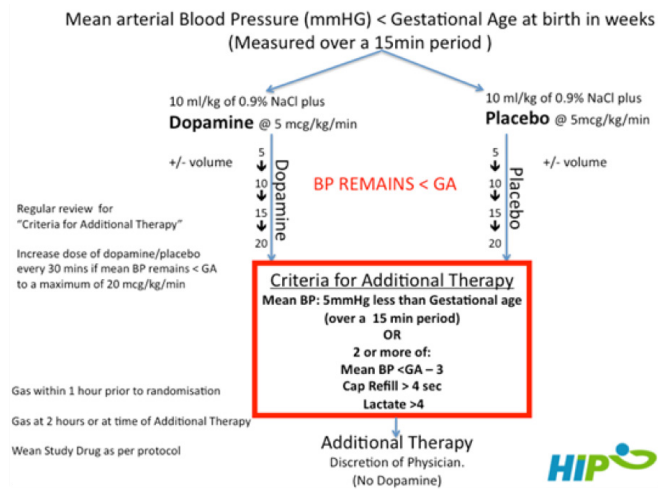 Mean arterial Blood Pressure (mmHG) < Gestational Age at birth in weeks
(Measured over a 15min period )
10 ml/kg of 0.9% NaCl plus
Dopamine @ 5 mcg/kg/min
10 ml/kg of 0.9% NaCl plus
Placebo @ 5mcg/kg/min
+/- volume
5
10
15
20
Dopamine
BP REMAINS < GA
5
10
15
20
Placebo
+/- volume
Regular review for
“Criteria for Additional Therapy”
Increase dose of dopamine/placebo
every 30 mins if mean BP remains < GA
to a maximum of 20 mcg/kg/min
Criteria for Additional Therapy
Mean BP: 5mmHg less than Gestational age
(over a 15 min period)
OR
2 or more of:
Mean BP <GA – 3
Cap Refill > 4 sec
Lactate >4
Gas within 1 hour prior to randomisation
Gas at 2 hours or at time of Additional Therapy
Wean Study Drug as per protocol
Additional Therapy
Discretion of Physician.
(No Dopamine)
HIP